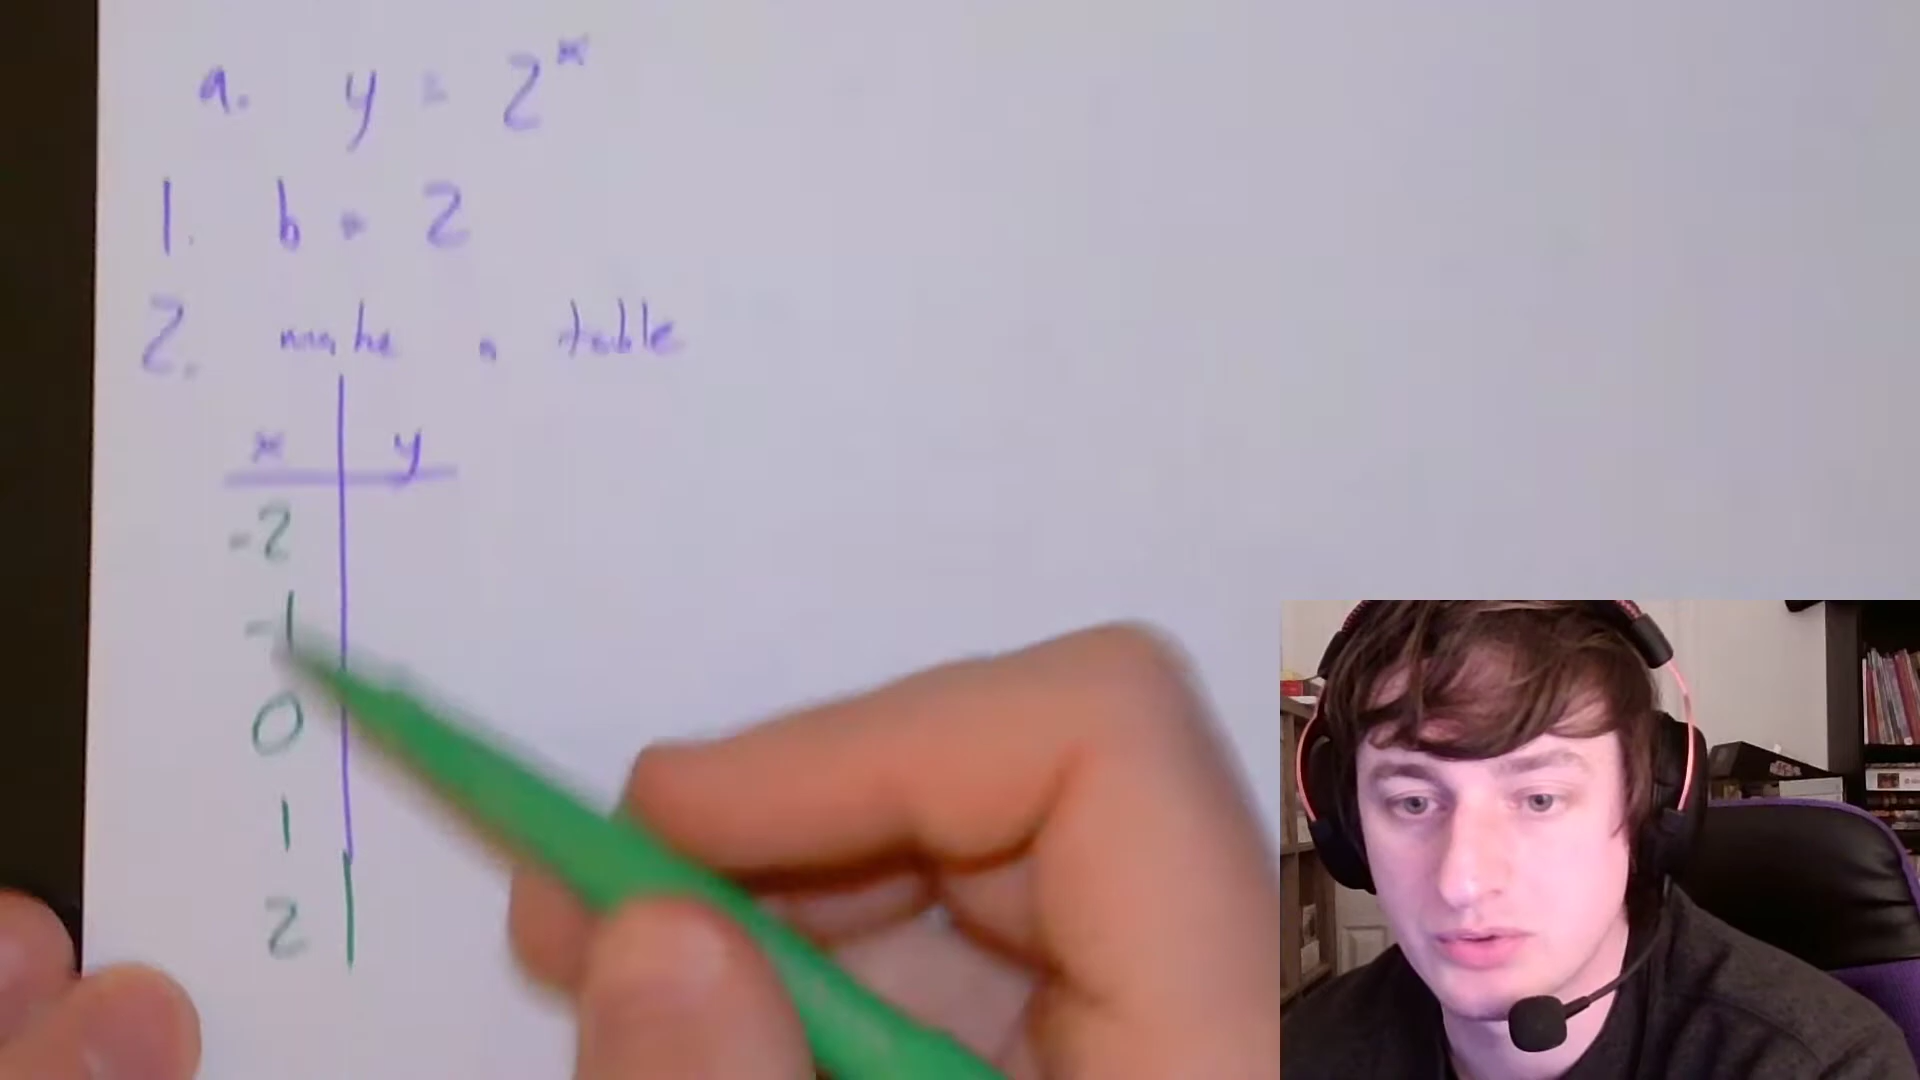 a. y = 2^x
1. b = 2
2. make a table
x y
-2
-1
0
1
2